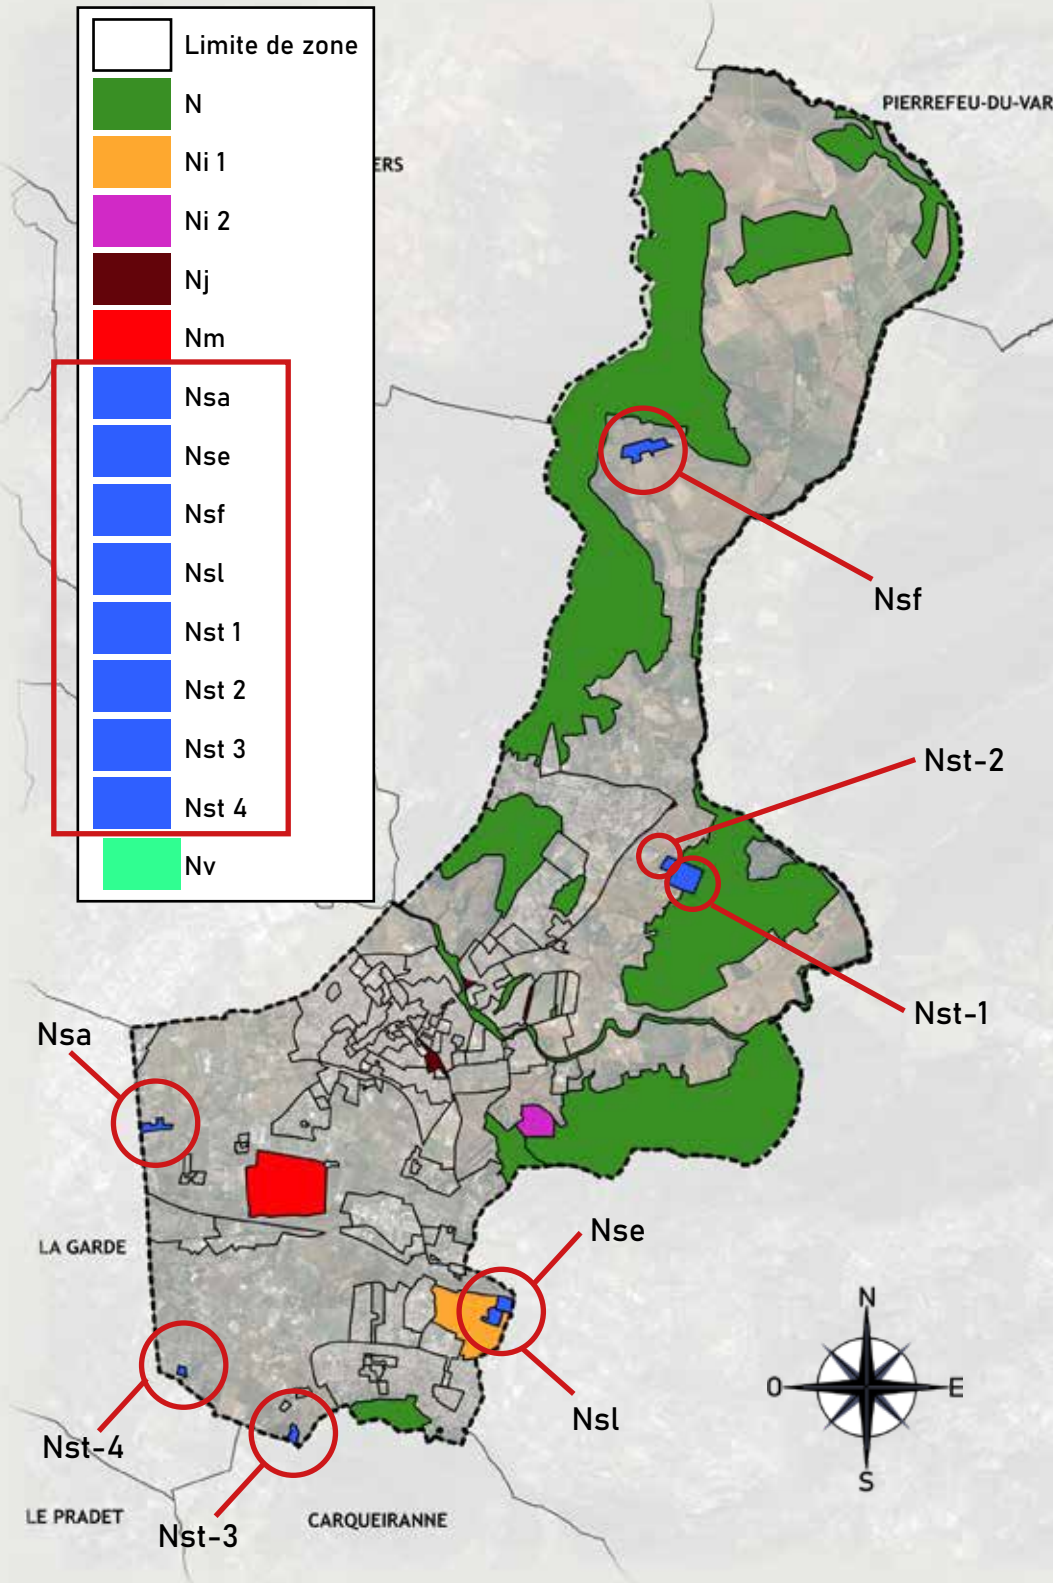 Limite de zone
N
Ni 1
Ni 2
Nj
Nm
Nsa
Nse
Nsf
Nsl
Nst 1
Nst 2
Nst 3
Nst 4
Nv
PIERREFEU-DU-VAR
ERS
Nsf
Nst-2
Nst-1
Nsa
Nse
LA GARDE
N
O
E
S
Nsl
Nst-4
Nst-3
LE PRADET
CARQUEIRANNE